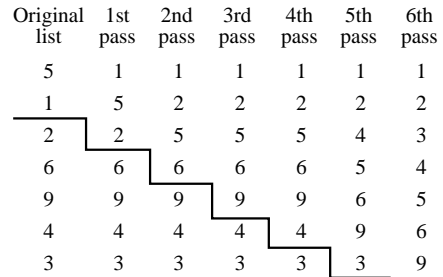 Original 1st 2nd 3rd 4th 5th 6th
list pass pass pass pass pass pass
5 1 1 1 1 1 1
1 5 2 2 2 2 2
2 2 5 5 5 4 3
6 6 6 6 6 5 4
9 9 9 9 9 6 5
4 4 4 4 4 9 6
3 3 3 3 3 3 9